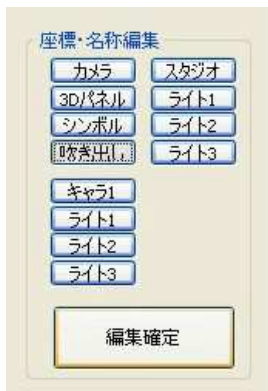 座標・名称編集
カメラ スタジオ
3Dパネル ライト1
シンボル ライト2
吹き出し ライト3
キャラ1
ライト1
ライト2
ライト3
編集確定